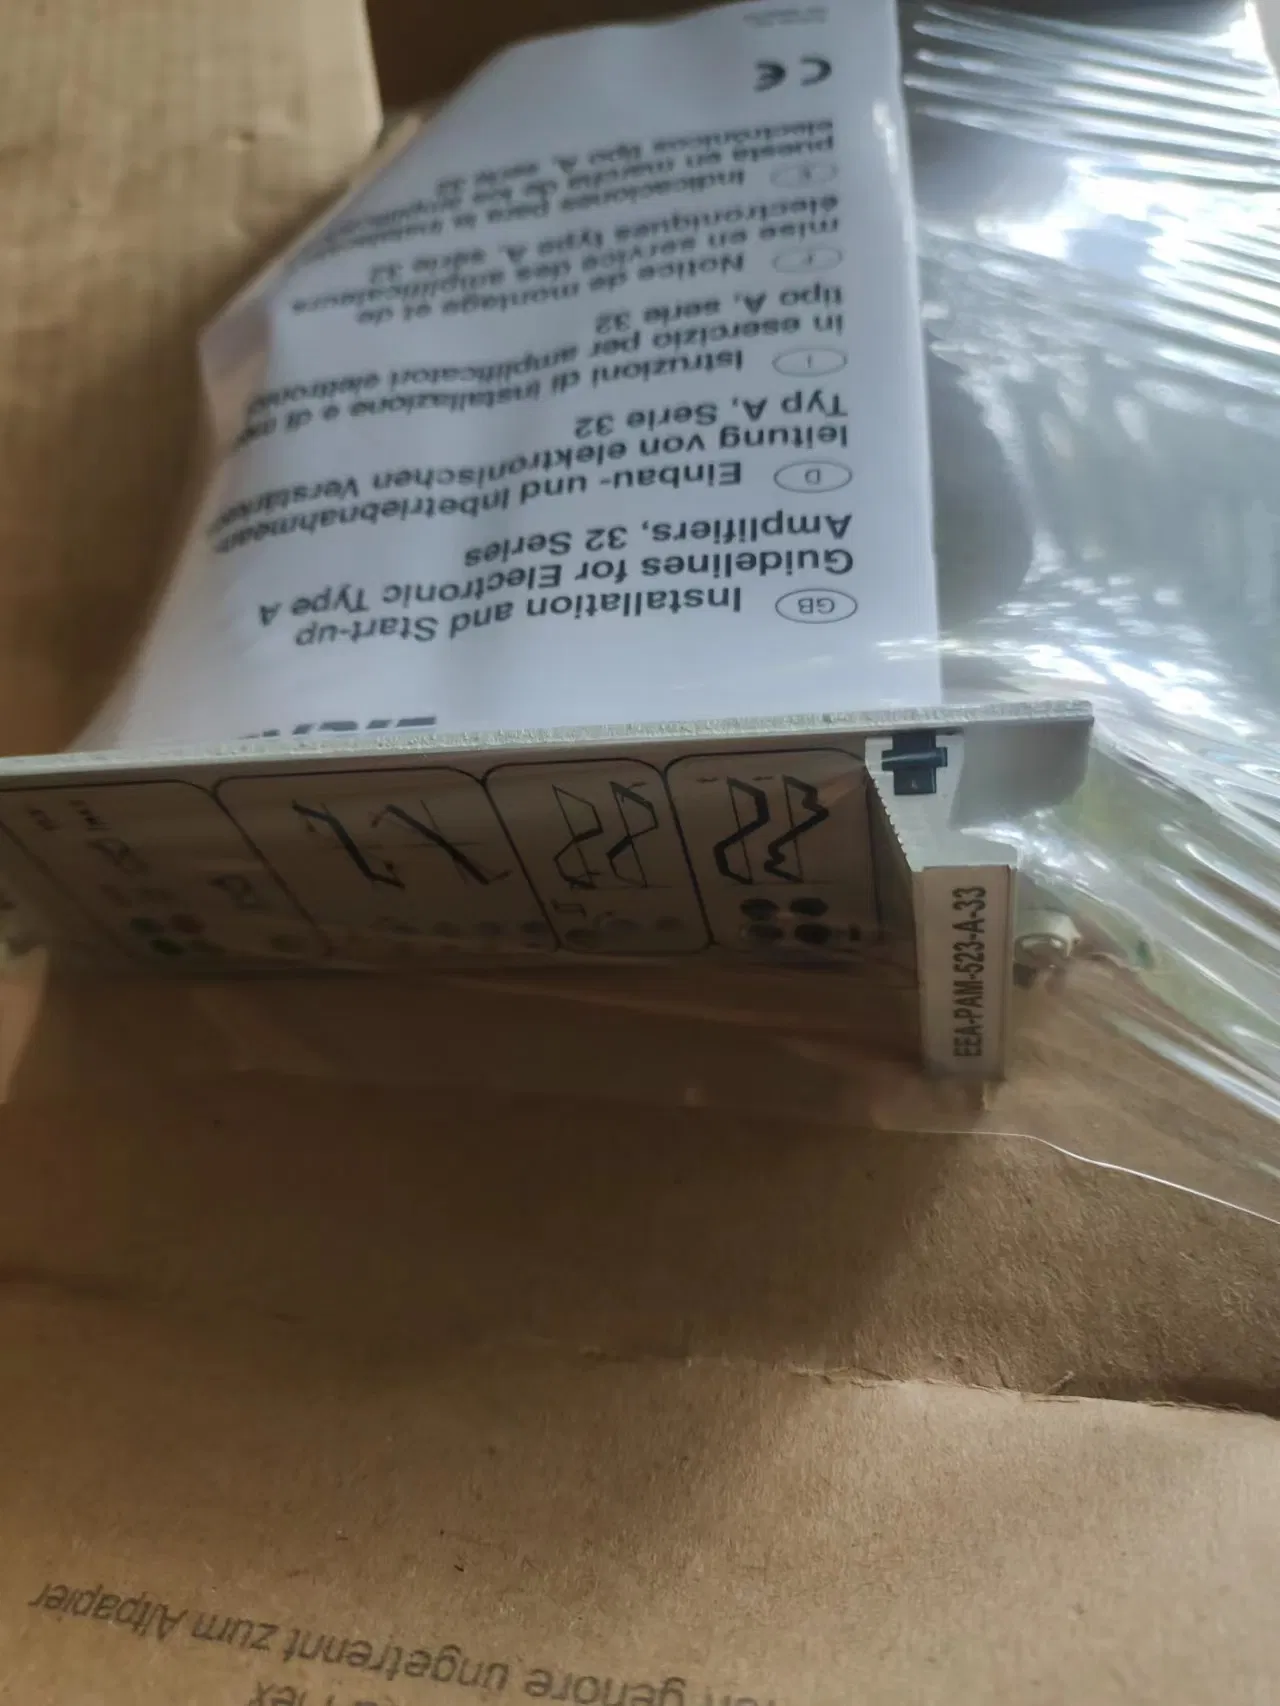 Installation and Start-up
Guidelines for Electronic Type A
Amplifiers, 32 Series
GB
Einbau- und Inbetriebnahmean-
leitung von elektronischen Verstärkern
Typ A, Serie 32
D
Istruzioni di installazione e di
in esercizio per amplificatori elettronici
tipo A, serie 32
I
Notice de montage et de
mise en service des amplificateurs
électroniques type A, série 32
F
Indicaciones para la
puesta en marcha de los
electrónicos tipo A, serie 32
E
CE
EEA-PAM-523-A-33
gehöre ungetrennt zum Altpapier